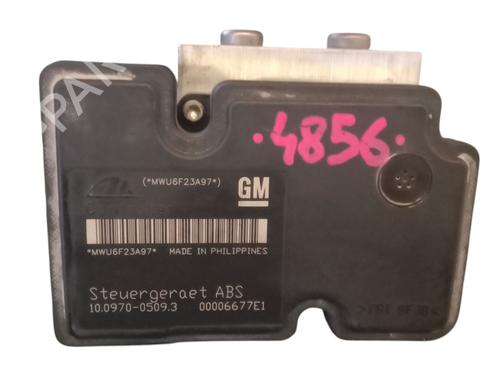 ·4856·
(*MWU6F23A97*)
GM
*MWU6F23A97* MADE IN PHILIPPINES
Steuergeraet ABS
10.0970-0509.3 00006677E1